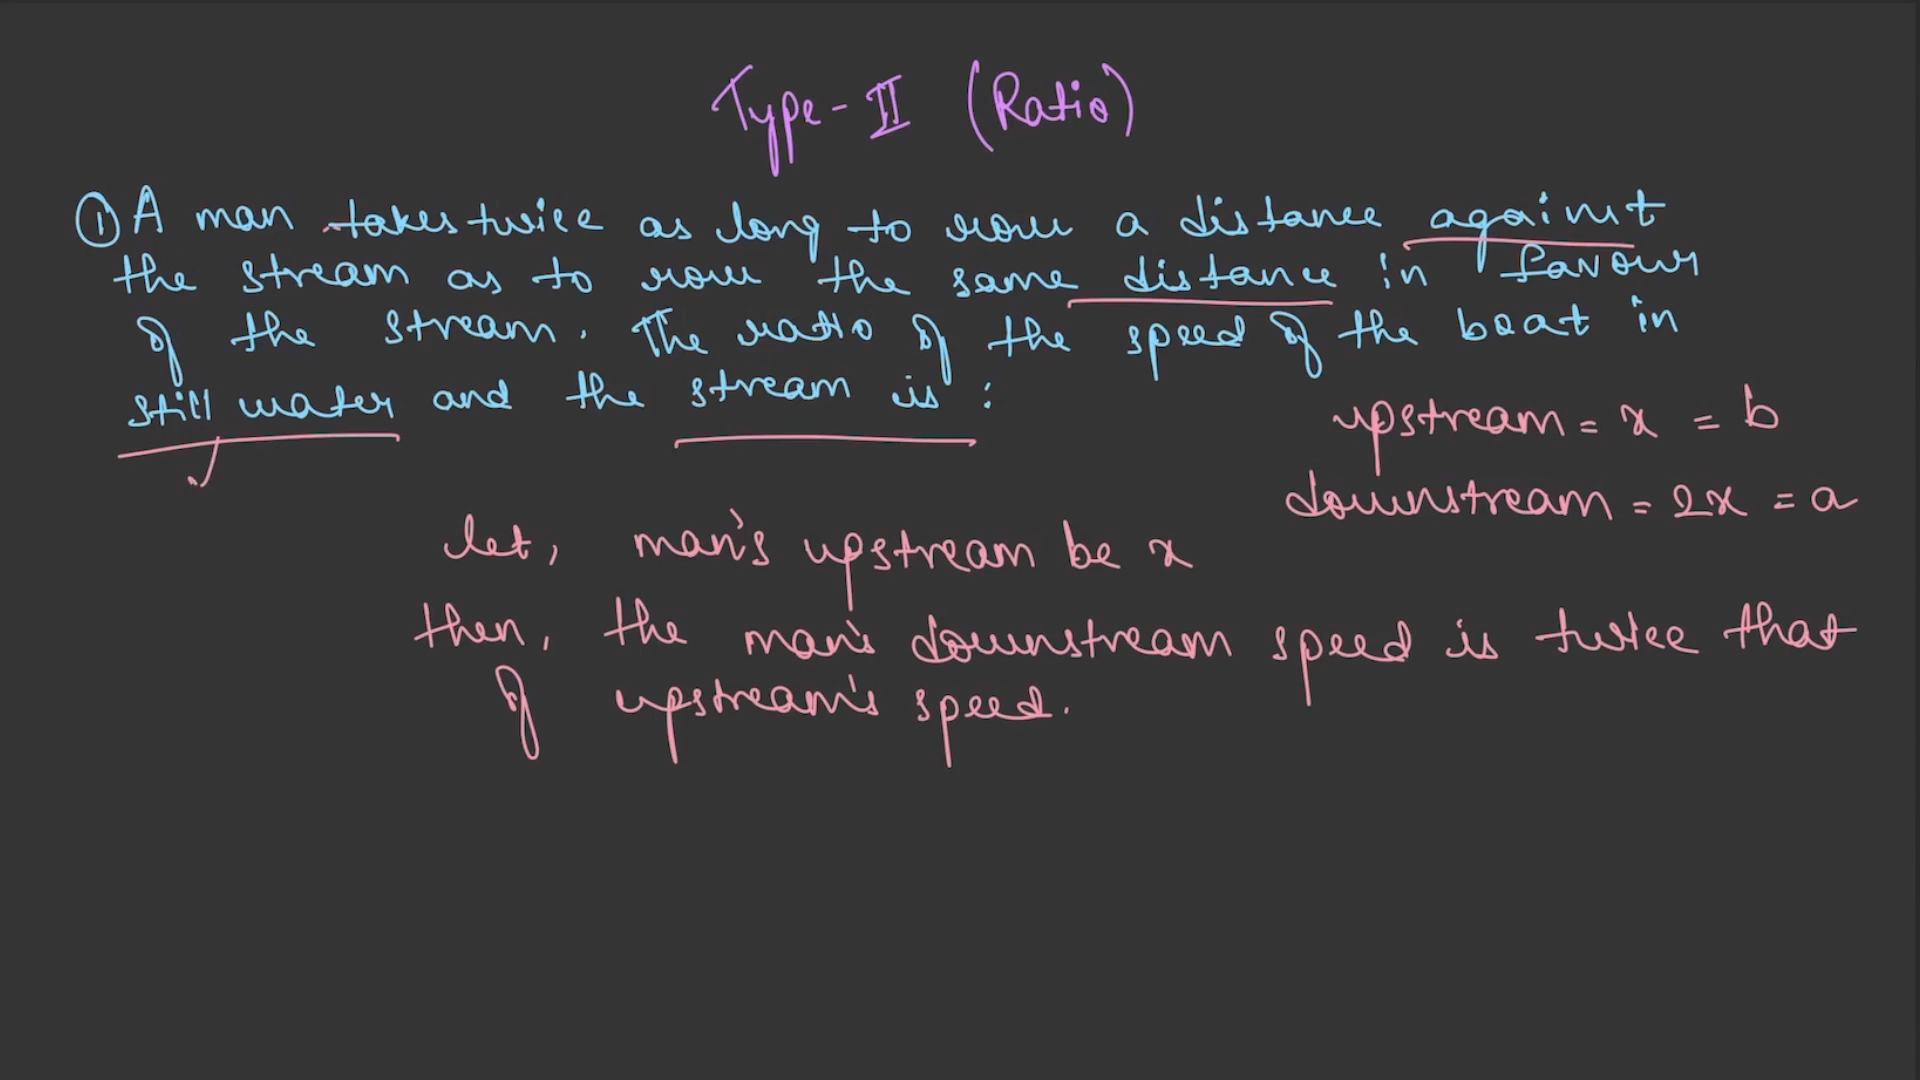 Type-II (Ratio)
① A man takes twice as long to row a distance against
the stream as to row the same distance in favour
of the stream. The ratio of the speed of the boat in
still water and the stream is :
upstream = x = b
downstream = 2x = a
let, man's upstream be x
then, the man's downstream speed is twice that
of upstream's speed.